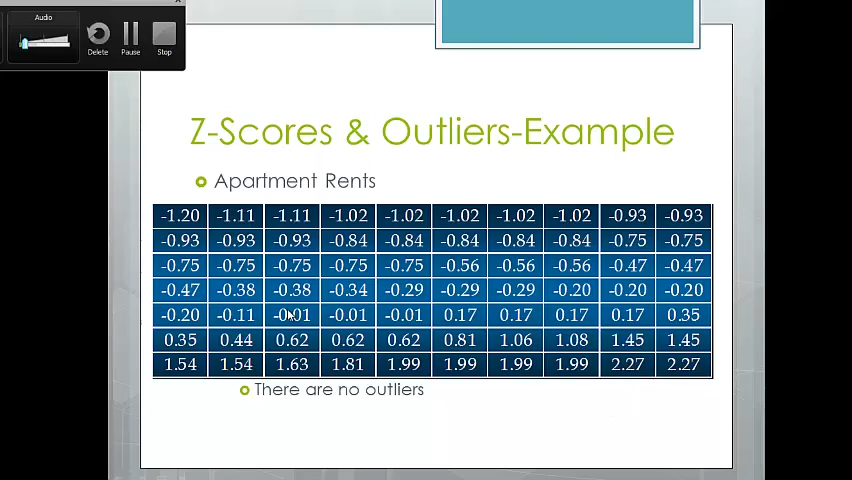 Audio
Delete Pause Stop
Z-Scores & Outliers-Example
Apartment Rents
-1.20 -1.11 -1.11 -1.02 -1.02 -1.02 -1.02 -1.02 -0.93 -0.93
-0.93 -0.93 -0.93 -0.84 -0.84 -0.84 -0.84 -0.84 -0.75 -0.75
-0.75 -0.75 -0.75 -0.75 -0.75 -0.56 -0.56 -0.56 -0.47 -0.47
-0.47 -0.38 -0.38 -0.34 -0.29 -0.29 -0.29 -0.20 -0.20 -0.20
-0.20 -0.11 -0.01 -0.01 -0.01 0.17 0.17 0.17 0.17 0.35
0.35 0.44 0.62 0.62 0.62 0.81 1.06 1.08 1.45 1.45
1.54 1.54 1.63 1.81 1.99 1.99 1.99 1.99 2.27 2.27
There are no outliers